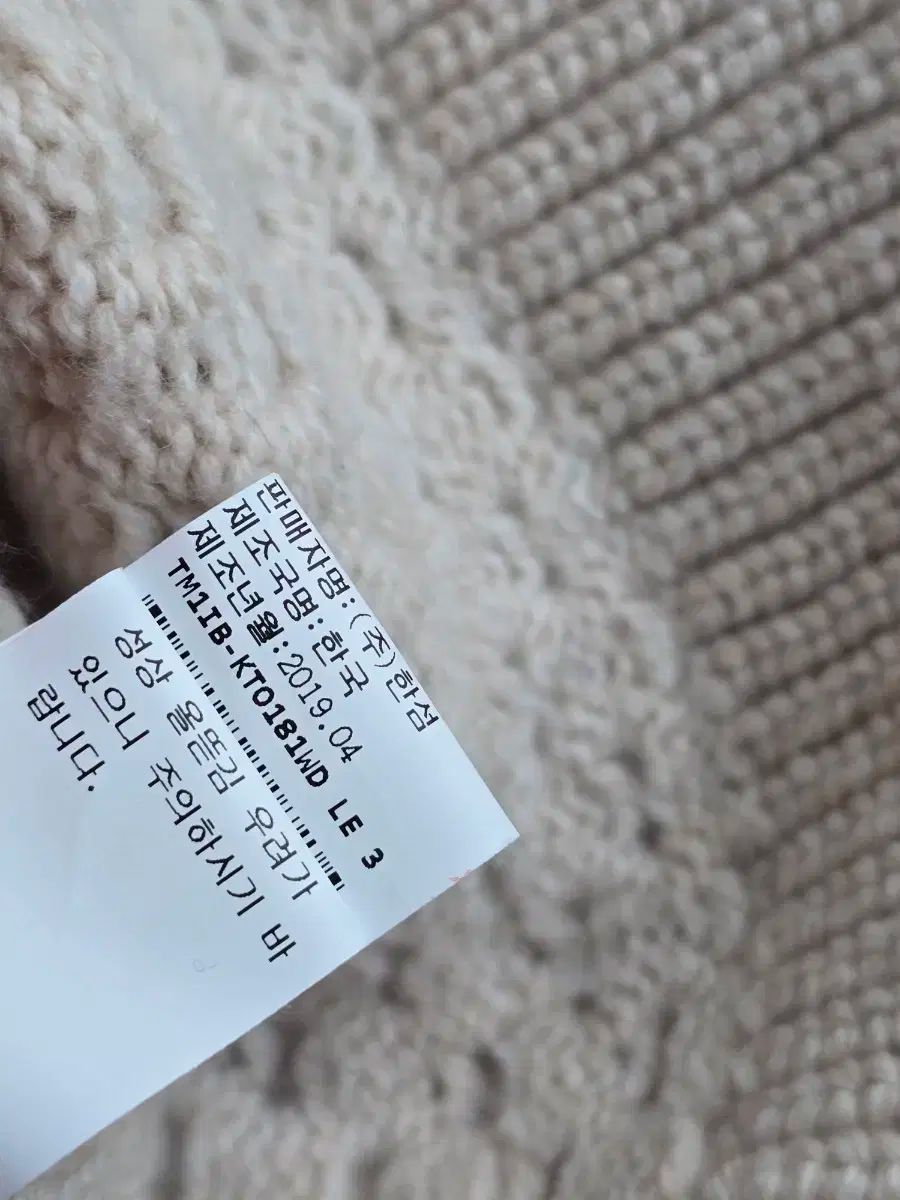 판매자명:(주)한섬
제조국명:한국
제조년월:2019.04
TM1IB-KTO181WD LE 3
성상 올뜯김 우려가
있으니 주의하시기 바
랍니다.